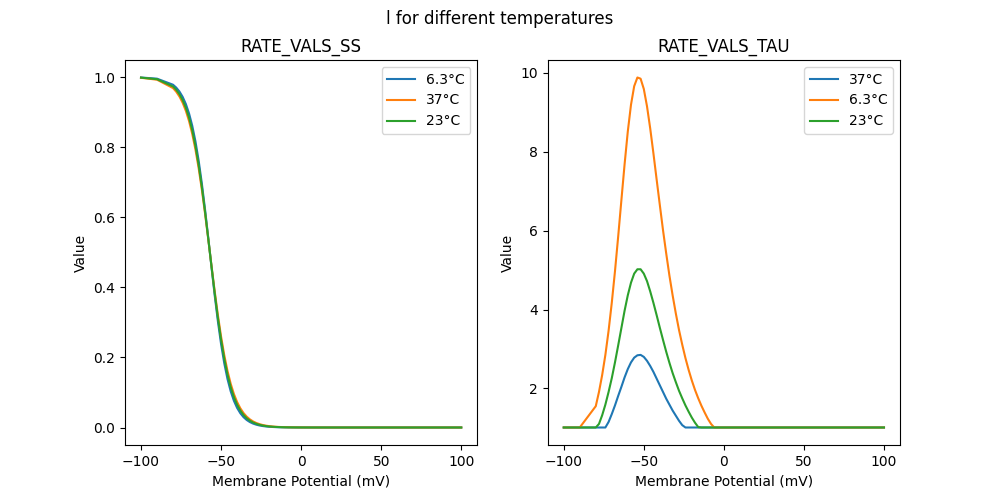 l for different temperatures
RATE_VALS_SS
RATE_VALS_TAU
1.0
0.8
0.6
0.4
0.2
0.0
Value
−100
−50
0
50
100
Membrane Potential (mV)
6.3°C
37°C
23°C
10
8
6
4
2
Value
−100
−50
0
50
100
Membrane Potential (mV)
37°C
6.3°C
23°C